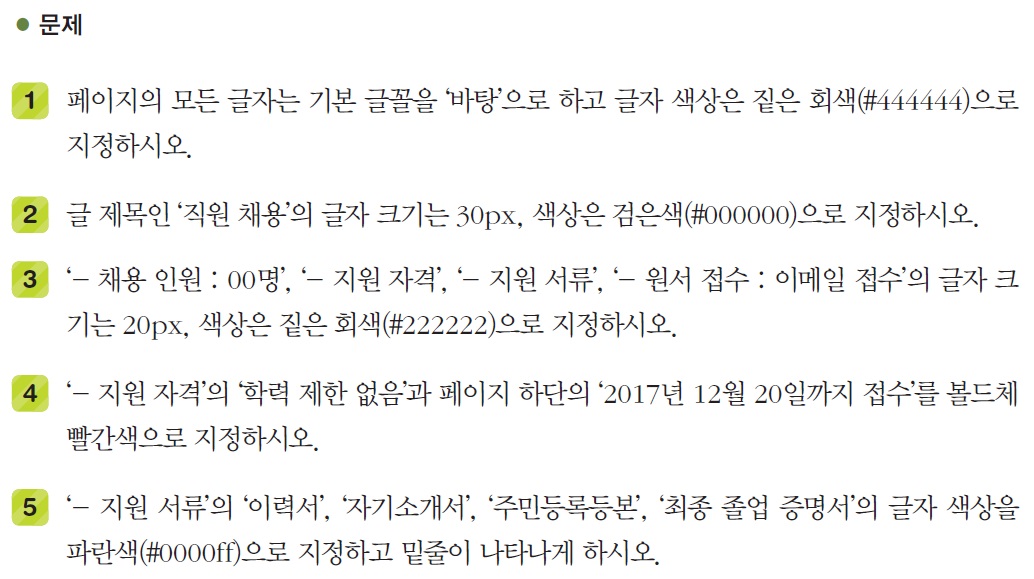 ● 문제
1 페이지의 모든 글자는 기본 글꼴을 ‘바탕’으로 하고 글자 색상은 짙은 회색(#444444)으로
지정하시오.
2 글 제목인 ‘직원 채용’의 글자 크기는 30px, 색상은 검은색(#000000)으로 지정하시오.
3 ‘– 채용 인원 : 00명’, ‘– 지원 자격’, ‘– 지원 서류’, ‘– 원서 접수 : 이메일 접수’의 글자 크
기는 20px, 색상은 짙은 회색(#222222)으로 지정하시오.
4 ‘– 지원 자격’의 ‘학력 제한 없음’과 페이지 하단의 ‘2017년 12월 20일까지 접수’를 볼드체
빨간색으로 지정하시오.
5 ‘– 지원 서류’의 ‘이력서’, ‘자기소개서’, ‘주민등록등본’, ‘최종 졸업 증명서’의 글자 색상을
파란색(#0000ff)으로 지정하고 밑줄이 나타나게 하시오.